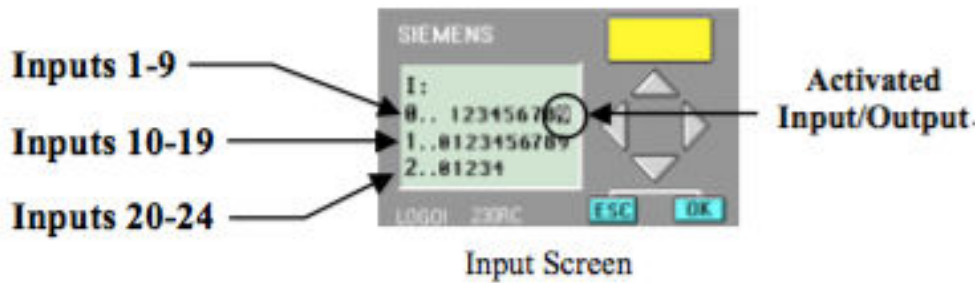 SIEMENS
Inputs 1-9
I:
0.. 12345678
Activated
Input/Output
Inputs 10-19
1..0123456789
2..01234
Inputs 20-24
ESC
OK
LOGO! 230RC
Input Screen